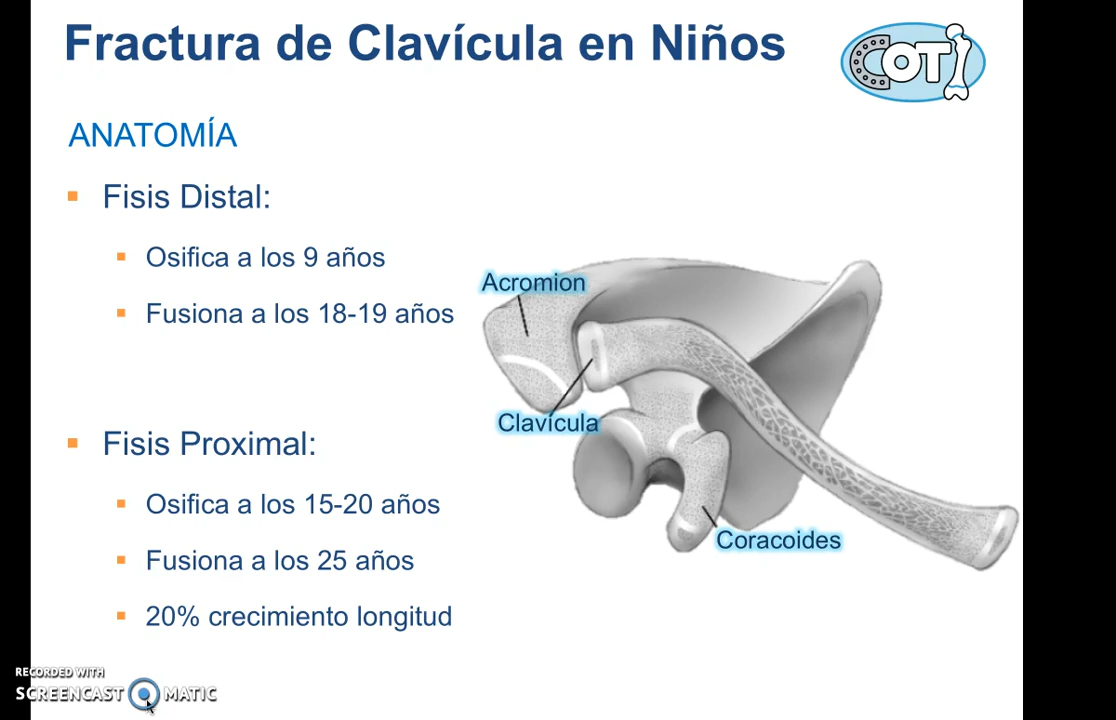 Fractura de Clavícula en Niños
COTI
ANATOMÍA
Fisis Distal:
Osifica a los 9 años
Fusiona a los 18-19 años
Acromion
Clavícula
Coracoides
Fisis Proximal:
Osifica a los 15-20 años
Fusiona a los 25 años
20% crecimiento longitud
RECORDED WITH
SCREENCAST MATIC